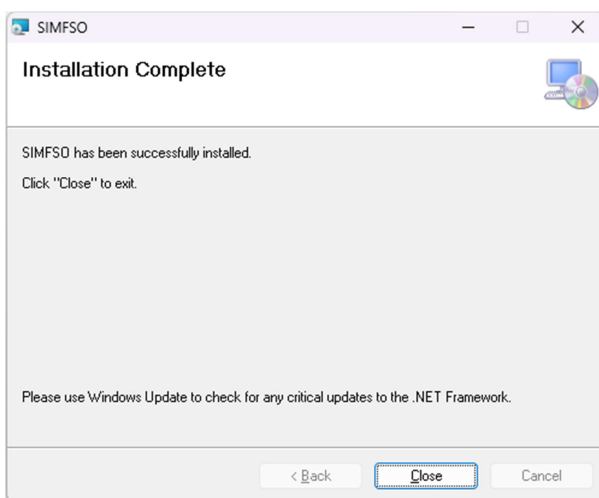 SIMFSO
Installation Complete
SIMFSO has been successfully installed.
Click "Close" to exit.
Please use Windows Update to check for any critical updates to the .NET Framework.
< Back
Close
Cancel